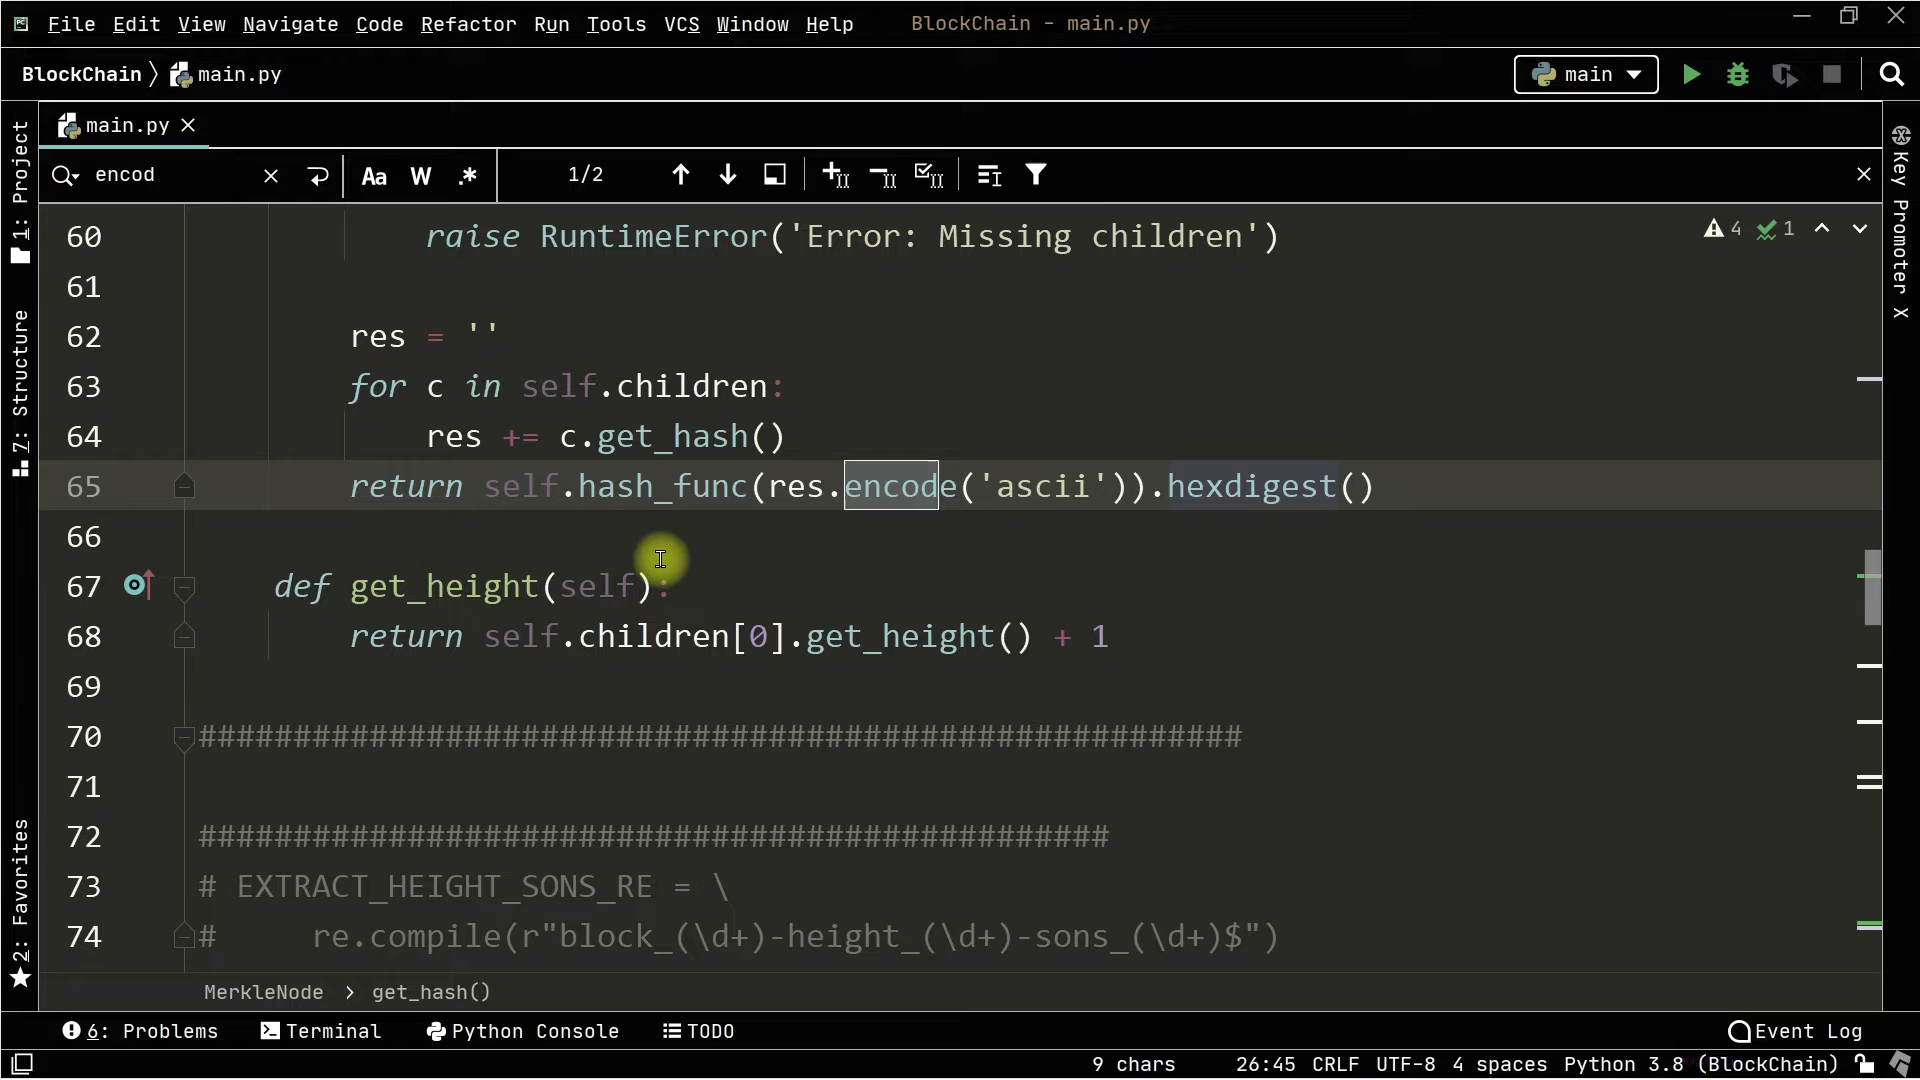 File Edit View Navigate Code Refactor Run Tools VCS Window Help BlockChain - main.py
BlockChain main.py main
main.py
encod Aa W .* 1/2
60 raise RuntimeError('Error: Missing children') 4 1
61
62 res = ''
63 for c in self.children:
64 res += c.get_hash()
65 return self.hash_func(res.encode('ascii')).hexdigest()
66
67 def get_height(self):
68 return self.children[0].get_height() + 1
69
70 #######################################################
71
72 ################################################
73 # EXTRACT_HEIGHT_SONS_RE = \
74 #     re.compile(r"block_(\d+)-height_(\d+)-sons_(\d+)$")
MerkleNode > get_hash()
1: Project
7: Structure
2: Favorites
Key Promoter X
6: Problems Terminal Python Console TODO Event Log
9 chars 26:45 CRLF UTF-8 4 spaces Python 3.8 (BlockChain)